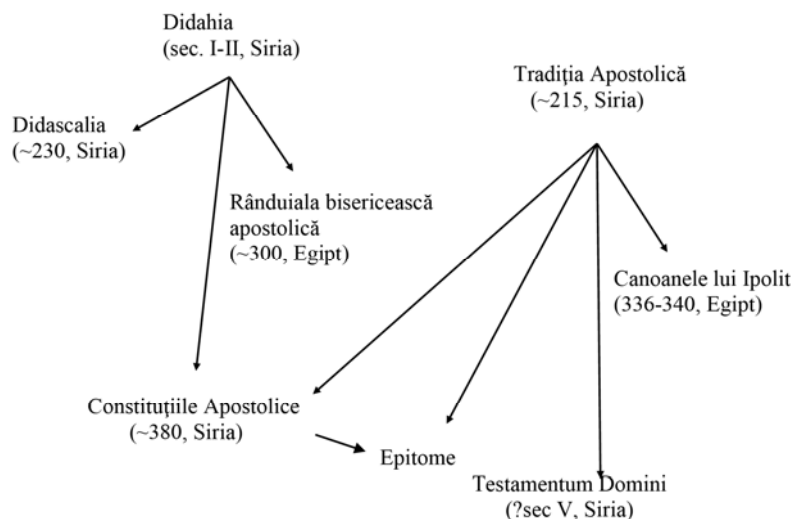 Didahia
(sec. I-II, Siria)
Tradiția Apostolică
(~215, Siria)
Didascalia
(~230, Siria)
Rânduiala bisericească
apostolică
(~300, Egipt)
Canoanele lui Ipolit
(336-340, Egipt)
Constituțiile Apostolice
(~380, Siria)
Epitome
Testamentum Domini
(?sec V, Siria)